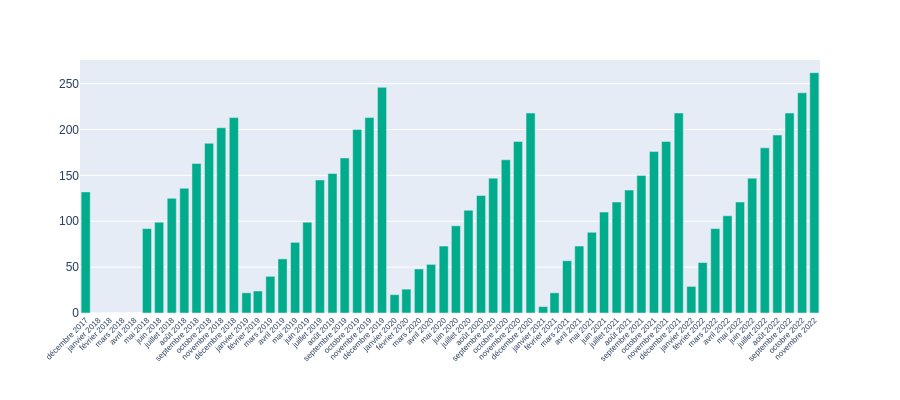 250
200
150
100
50
0
décembre 2017
janvier 2018
février 2018
mars 2018
avril 2018
mai 2018
juin 2018
juillet 2018
août 2018
septembre 2018
octobre 2018
novembre 2018
décembre 2018
janvier 2019
février 2019
mars 2019
avril 2019
mai 2019
juin 2019
juillet 2019
août 2019
septembre 2019
octobre 2019
novembre 2019
décembre 2019
janvier 2020
février 2020
mars 2020
avril 2020
mai 2020
juin 2020
juillet 2020
août 2020
septembre 2020
octobre 2020
novembre 2020
décembre 2020
janvier 2021
février 2021
mars 2021
avril 2021
mai 2021
juin 2021
juillet 2021
août 2021
septembre 2021
octobre 2021
novembre 2021
décembre 2021
janvier 2022
février 2022
mars 2022
avril 2022
mai 2022
juin 2022
juillet 2022
août 2022
septembre 2022
octobre 2022
novembre 2022